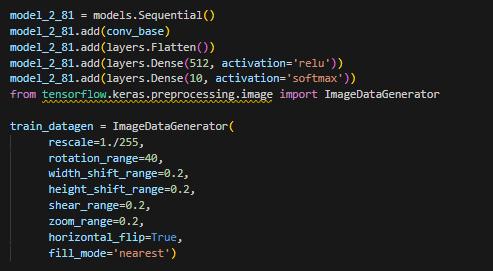 model_2_81 = models.Sequential()
model_2_81.add(conv_base)
model_2_81.add(layers.Flatten())
model_2_81.add(layers.Dense(512, activation='relu'))
model_2_81.add(layers.Dense(10, activation='softmax'))
from tensorflow.keras.preprocessing.image import ImageDataGenerator

train_datagen = ImageDataGenerator(
      rescale=1./255,
      rotation_range=40,
      width_shift_range=0.2,
      height_shift_range=0.2,
      shear_range=0.2,
      zoom_range=0.2,
      horizontal_flip=True,
      fill_mode='nearest')